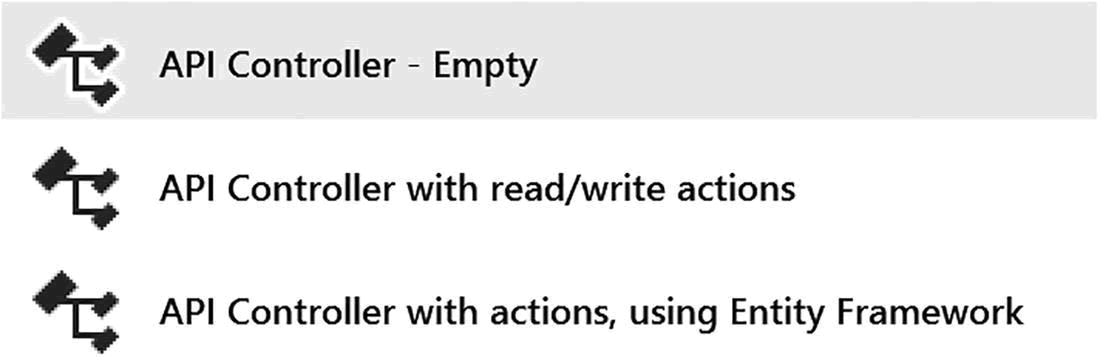 API Controller - Empty
API Controller with read/write actions
API Controller with actions, using Entity Framework